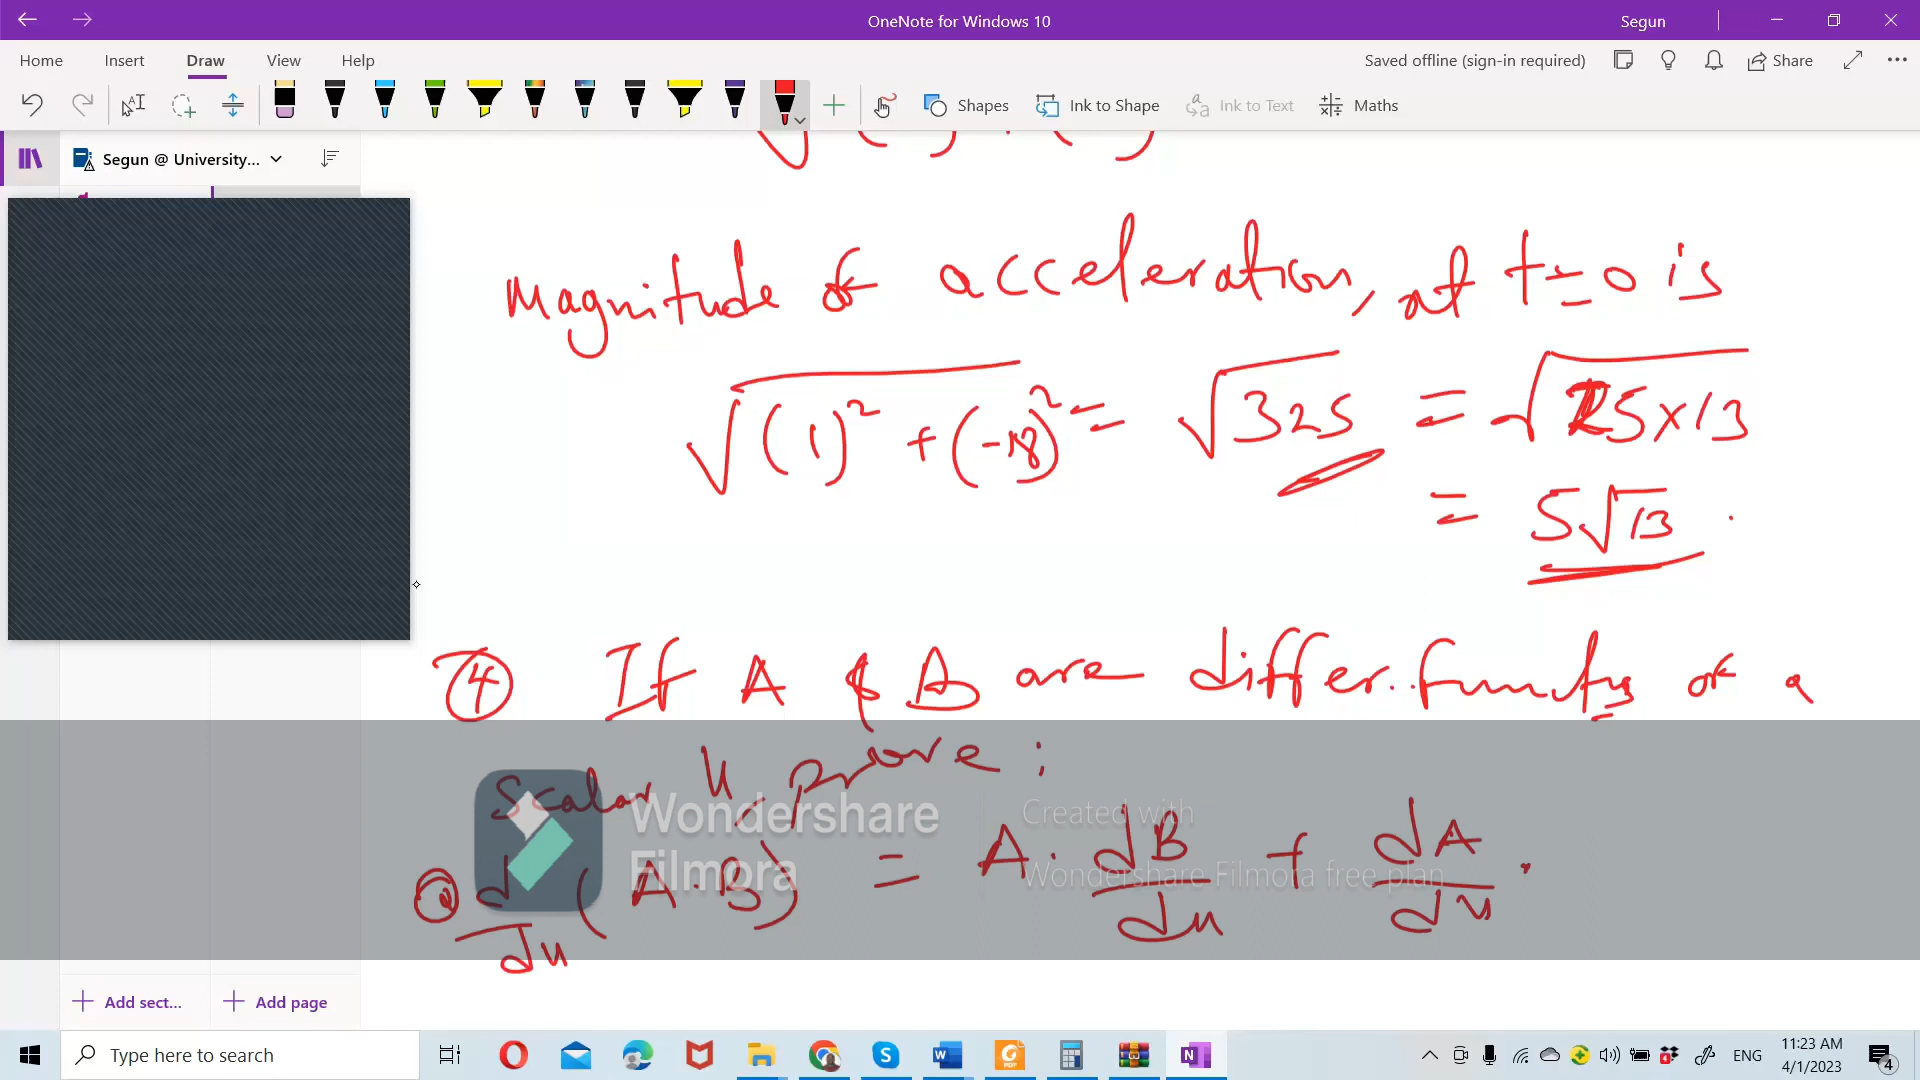 OneNote for Windows 10
Segun
Home Insert Draw View Help
Saved offline (sign-in required)
Share
Shapes
Ink to Shape
Ink to Text
Maths
Segun @ University...
Magnitude of acceleration, at t=0 is
√(1)² + (-18)² = √325 = √25×13
= 5√13 .
④ If A & B are differ. functns of a
Scalar u, prove :
ⓐ d/du (A·B) = A· dB/du + dA/du ·
Wondershare
Filmora
Created with
Wondershare Filmora free plan
Add sect...
Add page
Type here to search
ENG
11:23 AM
4/1/2023
4